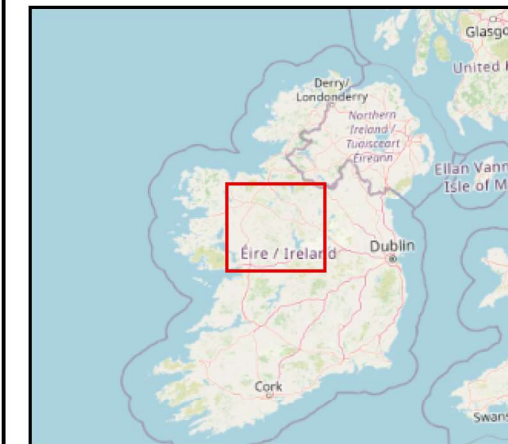 Glasgo
United K
Derry/
Londonderry
Northern
Ireland /
Tuaisceart
Éireann
Ellan Vann
Isle of M
Éire / Ireland
Dublin
Cork
Swans